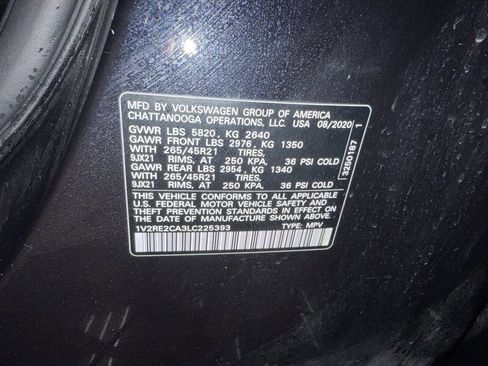 MFD BY VOLKSWAGEN GROUP OF AMERICA
CHATTANOOGA OPERATIONS, LLC. USA 08/2020
GVWR LBS 5820, KG 2640
GAWR FRONT LBS 2976, KG 1350
WITH 265/45R21 TIRES,
9JX21 RIMS, AT 250 KPA, 36 PSI COLD
GAWR REAR LBS 2954, KG 1340
WITH 265/45R21 TIRES,
9JX21 RIMS, AT 250 KPA, 36 PSI COLD
THIS VEHICLE CONFORMS TO ALL APPLICABLE
U.S. FEDERAL MOTOR VEHICLE SAFETY AND
THEFT PREVENTION STANDARDS IN EFFECT ON
THE DATE OF MANUFACTURE SHOWN ABOVE.
1V2RE2CA3LC225393 TYPE: MPV
3250187 1